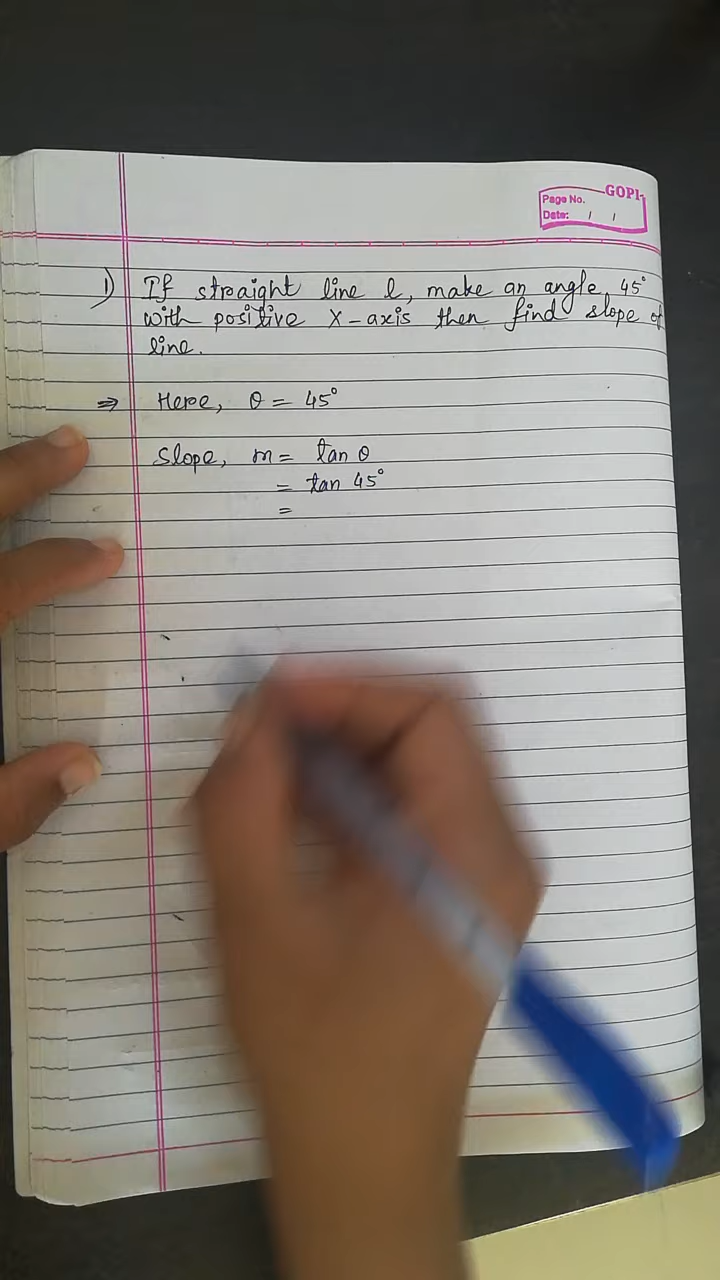 GOPI
Page No.
Date: / /
1) If straight line l, make an angle 45°
with positive X-axis then find slope of
line.
⇒ Here, θ = 45°
Slope, m = tan θ
= tan 45°
=